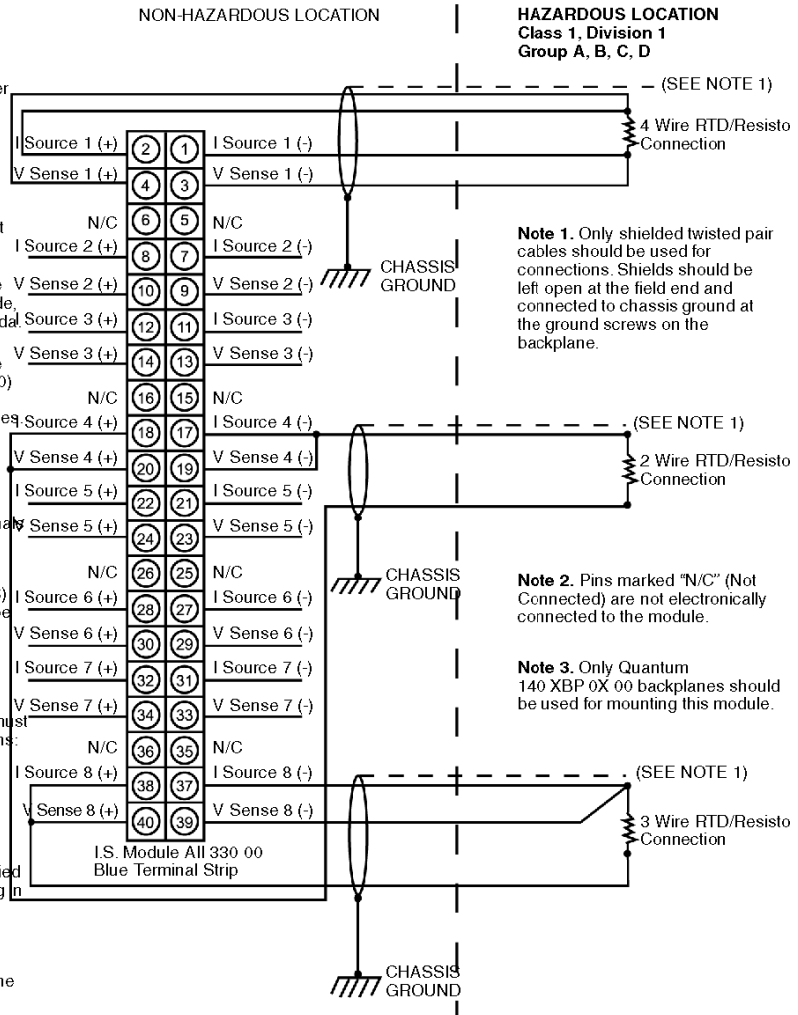 NON-HAZARDOUS LOCATION
HAZARDOUS LOCATION
Class 1, Division 1
Group A, B, C, D
(SEE NOTE 1)
I Source 1 (+) 2 1 I Source 1 (-)
4 Wire RTD/Resisto
Connection
V Sense 1 (+) 4 3 V Sense 1 (-)
N/C 6 5 N/C
I Source 2 (+) 8 7 I Source 2 (-)
V Sense 2 (+) 10 9 V Sense 2 (-)
CHASSIS
GROUND
I Source 3 (+) 12 11 I Source 3 (-)
V Sense 3 (+) 14 13 V Sense 3 (-)
Note 1. Only shielded twisted pair
cables should be used for
connections. Shields should be
left open at the field end and
connected to chassis ground at
the ground screws on the
backplane.
N/C 16 15 N/C
I Source 4 (+) 18 17 I Source 4 (-)
(SEE NOTE 1)
V Sense 4 (+) 20 19 V Sense 4 (-)
2 Wire RTD/Resisto
Connection
I Source 5 (+) 22 21 I Source 5 (-)
V Sense 5 (+) 24 23 V Sense 5 (-)
N/C 26 25 N/C
CHASSIS
GROUND
I Source 6 (+) 28 27 I Source 6 (-)
V Sense 6 (+) 30 29 V Sense 6 (-)
Note 2. Pins marked "N/C" (Not
Connected) are not electronically
connected to the module.
I Source 7 (+) 32 31 I Source 7 (-)
V Sense 7 (+) 34 33 V Sense 7 (-)
Note 3. Only Quantum
140 XBP 0X 00 backplanes should
be used for mounting this module.
N/C 36 35 N/C
I Source 8 (+) 38 37 I Source 8 (-)
(SEE NOTE 1)
V Sense 8 (+) 40 39 V Sense 8 (-)
3 Wire RTD/Resisto
Connection
I.S. Module AII 330 00
Blue Terminal Strip
CHASSIS
GROUND